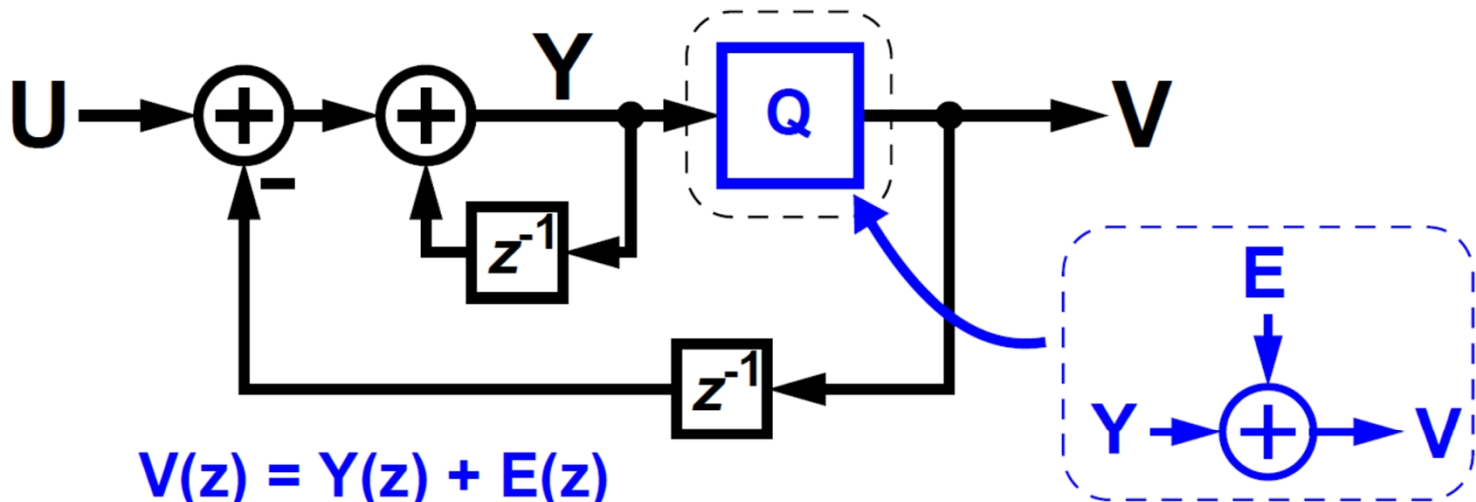 U
Y
Q
V
-
z⁻¹
z⁻¹
E
Y
V
V(z) = Y(z) + E(z)